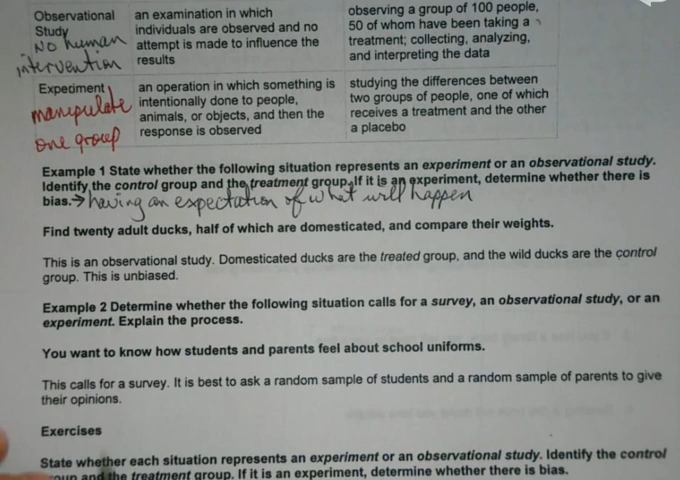 Observational
Study
No human
intervention
an examination in which
individuals are observed and no
attempt is made to influence the
results
observing a group of 100 people,
50 of whom have been taking a
treatment; collecting, analyzing,
and interpreting the data
Experiment
manipulate
one group
an operation in which something is
intentionally done to people,
animals, or objects, and then the
response is observed
studying the differences between
two groups of people, one of which
receives a treatment and the other
a placebo
Example 1 State whether the following situation represents an experiment or an observational study.
Identify the control group and the treatment group. If it is an experiment, determine whether there is
bias.→ having an expectation of what will happen
Find twenty adult ducks, half of which are domesticated, and compare their weights.
This is an observational study. Domesticated ducks are the treated group, and the wild ducks are the control
group. This is unbiased.
Example 2 Determine whether the following situation calls for a survey, an observational study, or an
experiment. Explain the process.
You want to know how students and parents feel about school uniforms.
This calls for a survey. It is best to ask a random sample of students and a random sample of parents to give
their opinions.
Exercises
State whether each situation represents an experiment or an observational study. Identify the control
group and the treatment group. If it is an experiment, determine whether there is bias.